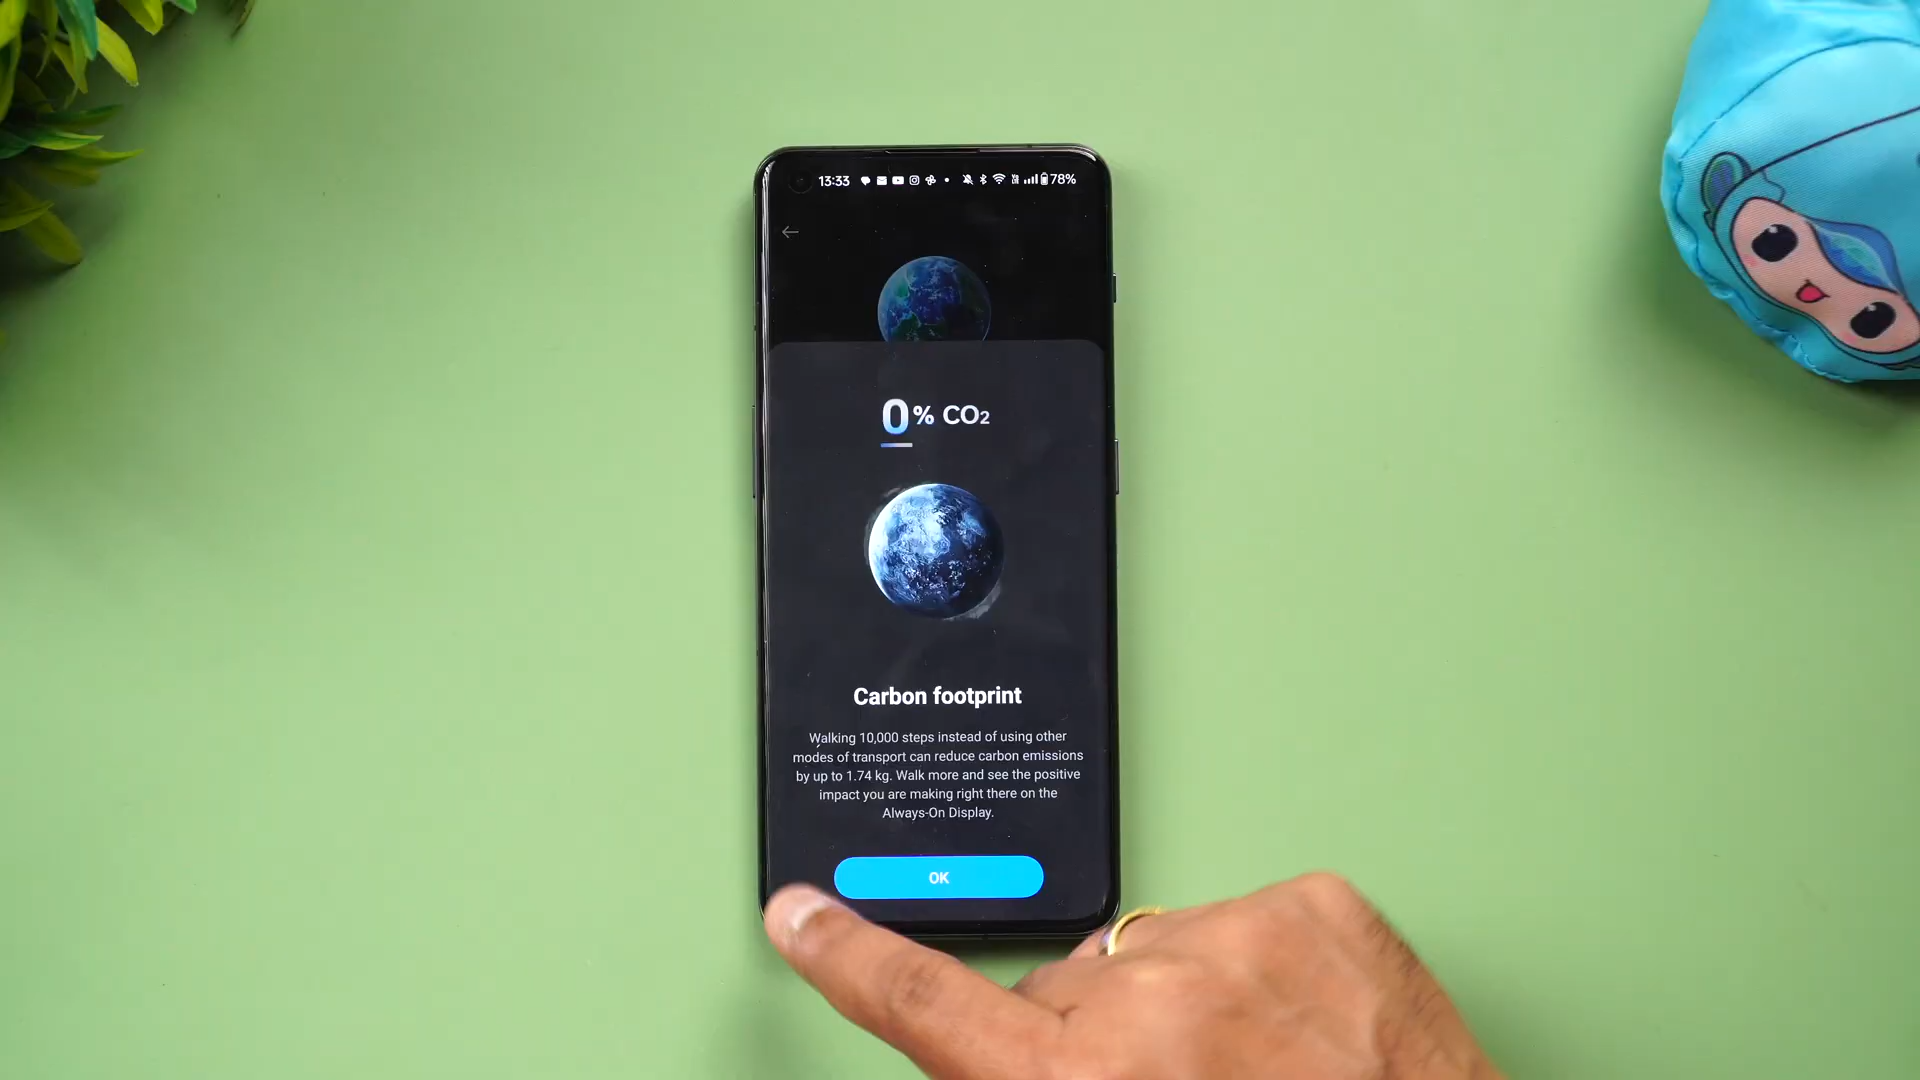 13:33
78%
0% CO2
Carbon footprint
Walking 10,000 steps instead of using other
modes of transport can reduce carbon emissions
by up to 1.74 kg. Walk more and see the positive
impact you are making right there on the
Always-On Display.
OK